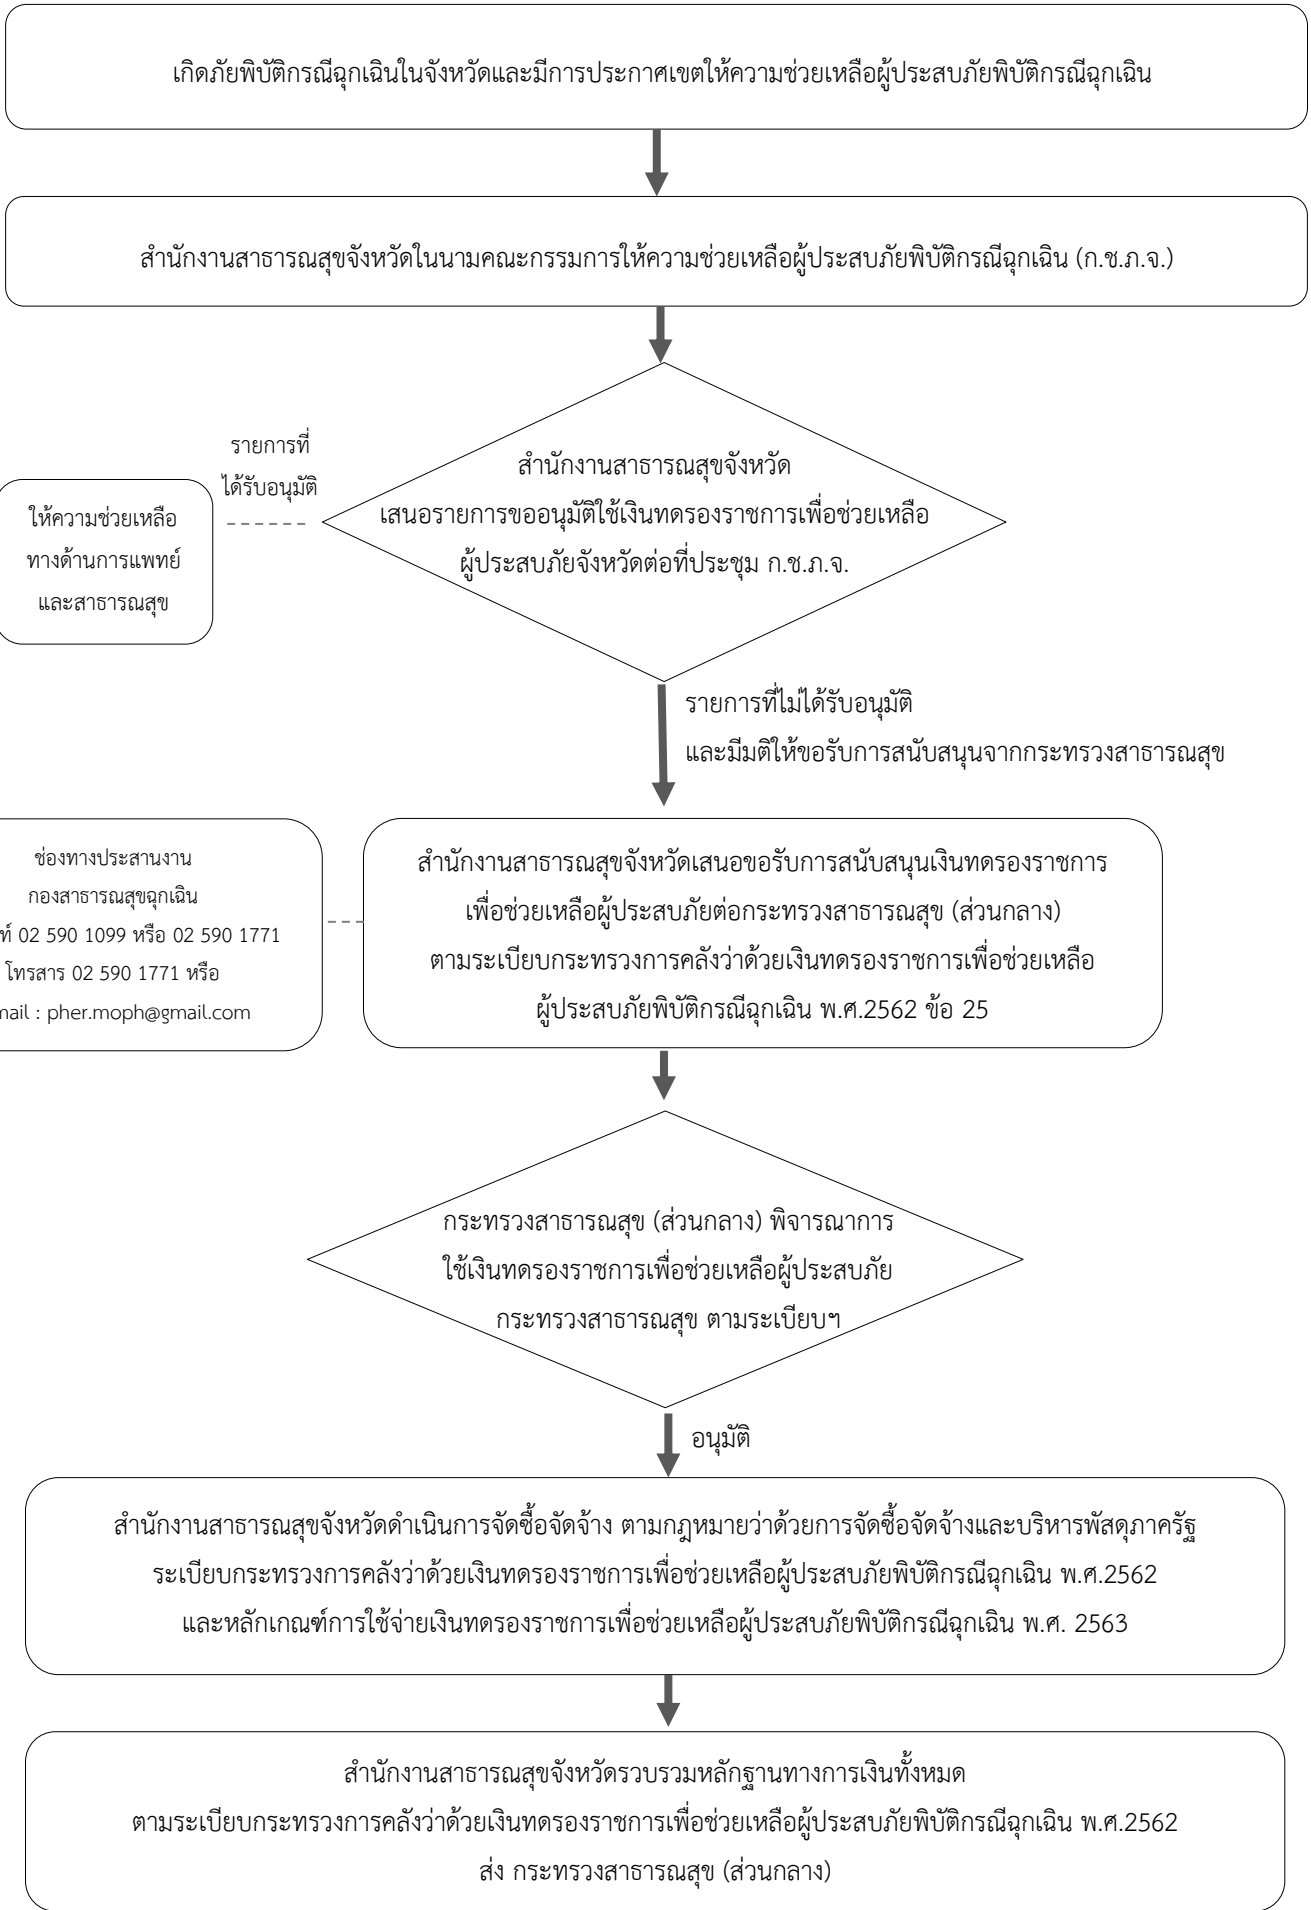 เกิดภัยพิบัติกรณีฉุกเฉินในจังหวัดและมีการประกาศเขตให้ความช่วยเหลือผู้ประสบภัยพิบัติกรณีฉุกเฉิน
สำนักงานสาธารณสุขจังหวัดในนามคณะกรรมการให้ความช่วยเหลือผู้ประสบภัยพิบัติกรณีฉุกเฉิน (ก.ช.ภ.จ.)
รายการที่
ได้รับอนุมัติ
ให้ความช่วยเหลือ
ทางด้านการแพทย์
และสาธารณสุข
สำนักงานสาธารณสุขจังหวัด
เสนอรายการขออนุมัติใช้เงินทดรองราชการเพื่อช่วยเหลือ
ผู้ประสบภัยจังหวัดต่อที่ประชุม ก.ช.ภ.จ.
รายการที่ไม่ได้รับอนุมัติ
และมีมติให้ขอรับการสนับสนุนจากกระทรวงสาธารณสุข
ช่องทางประสานงาน
กองสาธารณสุขฉุกเฉิน
02 590 1099 หรือ 02 590 1771
โทรสาร 02 590 1771 หรือ
mail : pher.moph@gmail.com
สำนักงานสาธารณสุขจังหวัดเสนอขอรับการสนับสนุนเงินทดรองราชการ
เพื่อช่วยเหลือผู้ประสบภัยต่อกระทรวงสาธารณสุข (ส่วนกลาง)
ตามระเบียบกระทรวงการคลังว่าด้วยเงินทดรองราชการเพื่อช่วยเหลือ
ผู้ประสบภัยพิบัติกรณีฉุกเฉิน พ.ศ.2562 ข้อ 25
กระทรวงสาธารณสุข (ส่วนกลาง) พิจารณาการ
ใช้เงินทดรองราชการเพื่อช่วยเหลือผู้ประสบภัย
กระทรวงสาธารณสุข ตามระเบียบฯ
อนุมัติ
สำนักงานสาธารณสุขจังหวัดดำเนินการจัดซื้อจัดจ้าง ตามกฎหมายว่าด้วยการจัดซื้อจัดจ้างและบริหารพัสดุภาครัฐ
ระเบียบกระทรวงการคลังว่าด้วยเงินทดรองราชการเพื่อช่วยเหลือผู้ประสบภัยพิบัติกรณีฉุกเฉิน พ.ศ.2562
และหลักเกณฑ์การใช้จ่ายเงินทดรองราชการเพื่อช่วยเหลือผู้ประสบภัยพิบัติกรณีฉุกเฉิน พ.ศ. 2563
สำนักงานสาธารณสุขจังหวัดรวบรวมหลักฐานทางการเงินทั้งหมด
ตามระเบียบกระทรวงการคลังว่าด้วยเงินทดรองราชการเพื่อช่วยเหลือผู้ประสบภัยพิบัติกรณีฉุกเฉิน พ.ศ.2562
ส่ง กระทรวงสาธารณสุข (ส่วนกลาง)